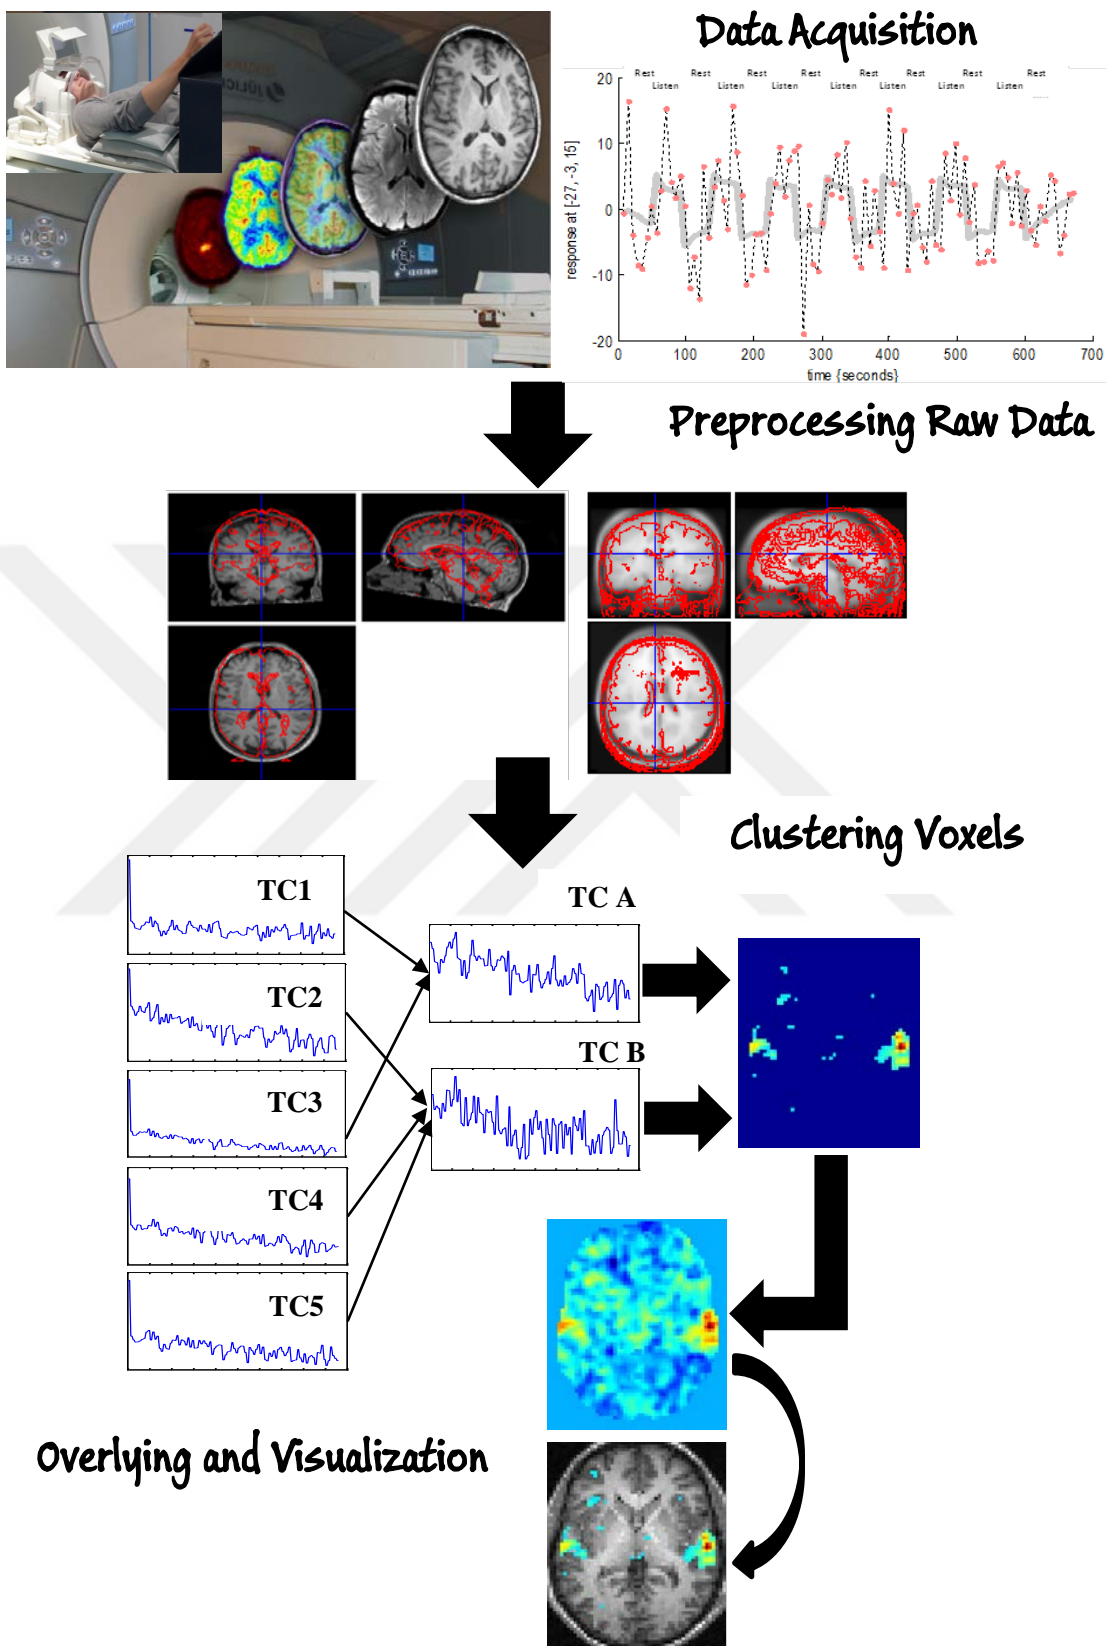 Data Acquisition
Rest Rest Rest Rest Rest Rest Rest Rest
Listen Listen Listen Listen Listen Listen Listen
20
10
0
-10
-20
response at [-27, -3, 15]
0 100 200 300 400 500 600 700
time {seconds}
JÜLICH
Preprocessing Raw Data
Clustering Voxels
TC1
TC2
TC3
TC4
TC5
TC A
TC B
Overlying and Visualization